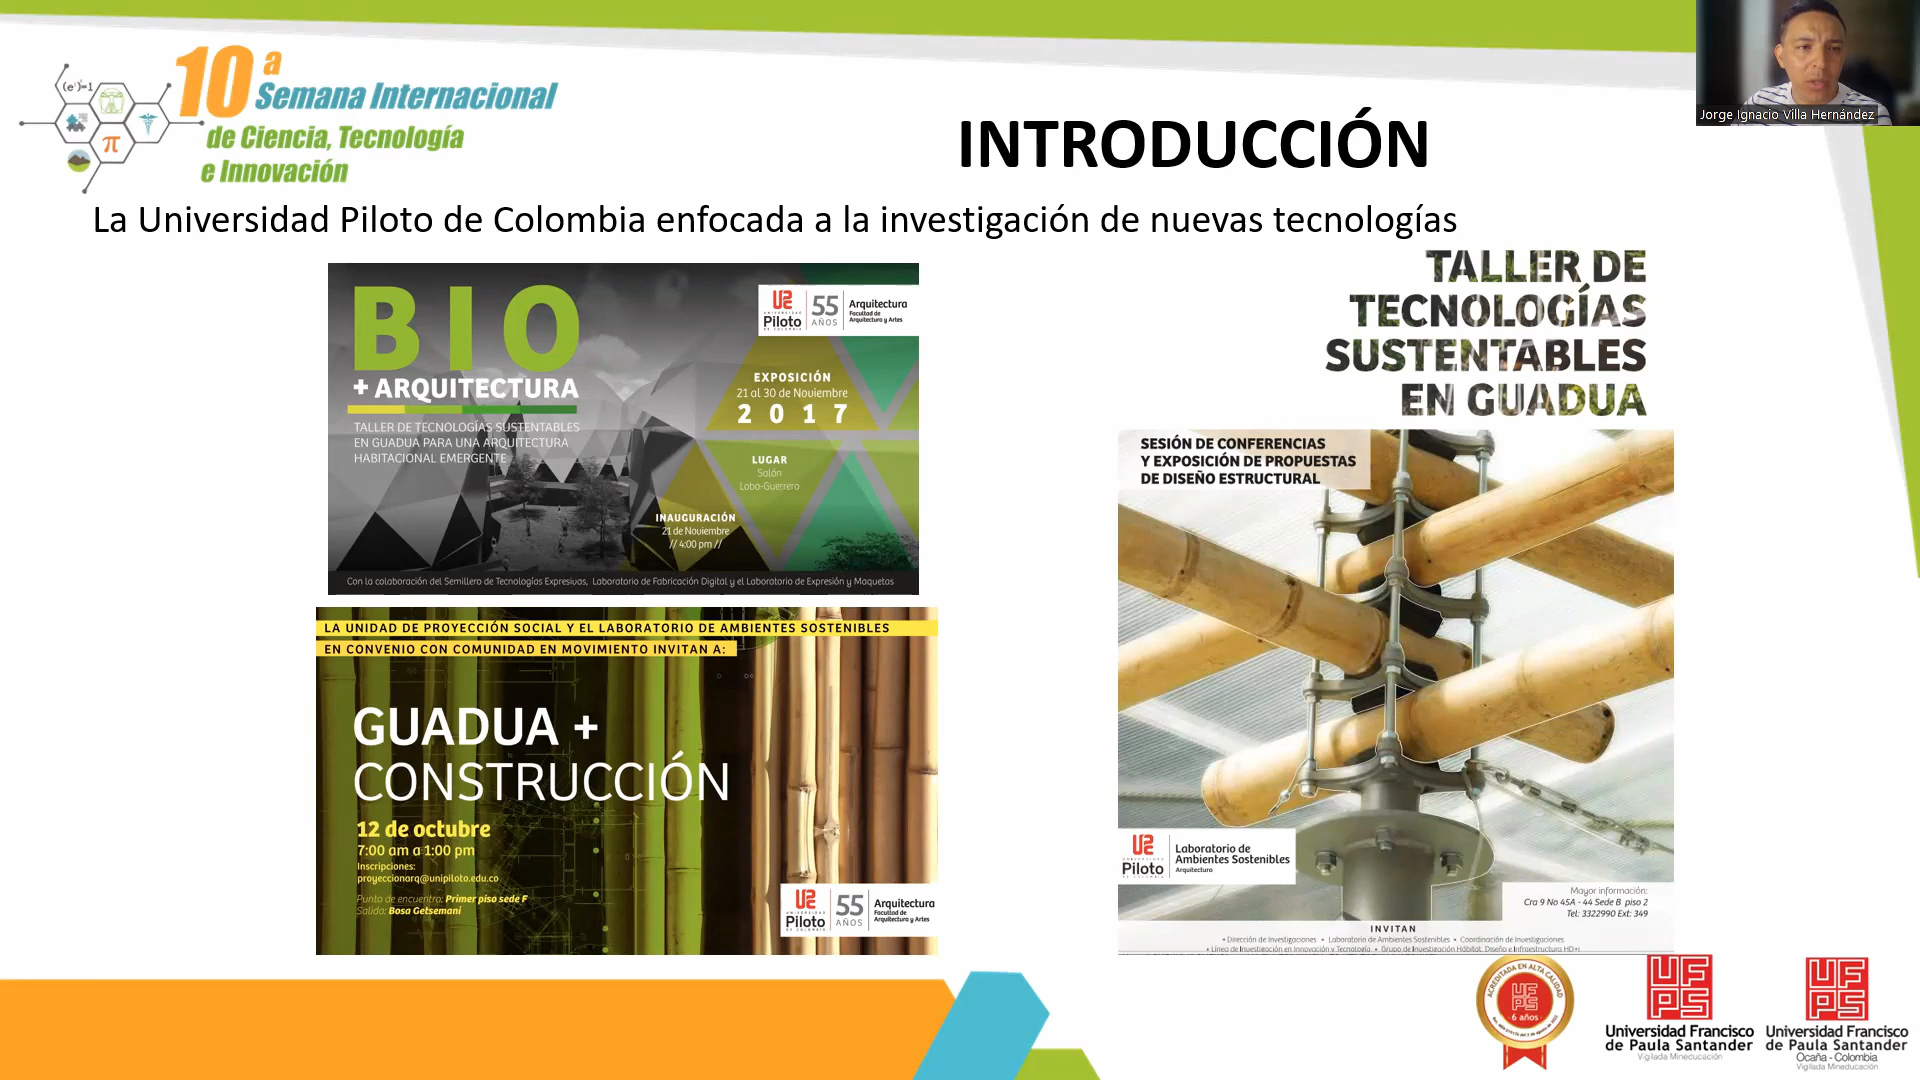 10ª
Semana Internacional
de Ciencia, Tecnología
e Innovación
(eˣ)'=1
π
Jorge Ignacio Villa Hernández
INTRODUCCIÓN
La Universidad Piloto de Colombia enfocada a la investigación de nuevas tecnologías
BIO
+ ARQUITECTURA
TALLER DE TECNOLOGÍAS SUSTENTABLES
EN GUADUA PARA UNA ARQUITECTURA
HABITACIONAL EMERGENTE
UNIVERSIDAD
Piloto
DE COLOMBIA
55
AÑOS
Arquitectura
Facultad de
Arquitectura y Artes
EXPOSICIÓN
21 al 30 de Noviembre
2 0 1 7
LUGAR
Salón
Lobo-Guerrero
INAUGURACIÓN
21 de Noviembre
// 4:00 pm //
Con la colaboración del Semillero de Tecnologías Expresivas, Laboratorio de Fabricación Digital y el Laboratorio de Expresión y Maquetas
LA UNIDAD DE PROYECCIÓN SOCIAL Y EL LABORATORIO DE AMBIENTES SOSTENIBLES
EN CONVENIO CON COMUNIDAD EN MOVIMIENTO INVITAN A:
GUADUA +
CONSTRUCCIÓN
12 de octubre
7:00 am a 1:00 pm
Inscripciones:
proyeccionarq@unipiloto.edu.co
Punto de encuentro: Primer piso sede F
Salida: Bosa Getsemaní
UNIVERSIDAD
Piloto
DE COLOMBIA
55
AÑOS
Arquitectura
Facultad de
Arquitectura y Artes
TALLER DE
TECNOLOGÍAS
SUSTENTABLES
EN GUADUA
SESIÓN DE CONFERENCIAS
Y EXPOSICIÓN DE PROPUESTAS
DE DISEÑO ESTRUCTURAL
UNIVERSIDAD
Piloto
DE COLOMBIA
Laboratorio de
Ambientes Sostenibles
Arquitectura
Mayor información:
Cra 9 No 45A - 44 Sede B piso 2
Tel: 3322990 Ext: 349
INVITAN
• Dirección de Investigaciones • Laboratorio de Ambientes Sostenibles • Coordinación de Investigaciones
• Línea de Investigación en Innovación y Tecnología • Grupo de Investigación Hábitat, Diseño e Infraestructura HD+i
ACREDITADA EN ALTA CALIDAD
UFPS
6 años
UFPS
Universidad Francisco
de Paula Santander
Vigilada Mineducación
UFPS
Universidad Francisco
de Paula Santander
Ocaña - Colombia
Vigilada Mineducación